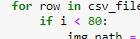 for row in csv_file
if i < 80:
img_path =